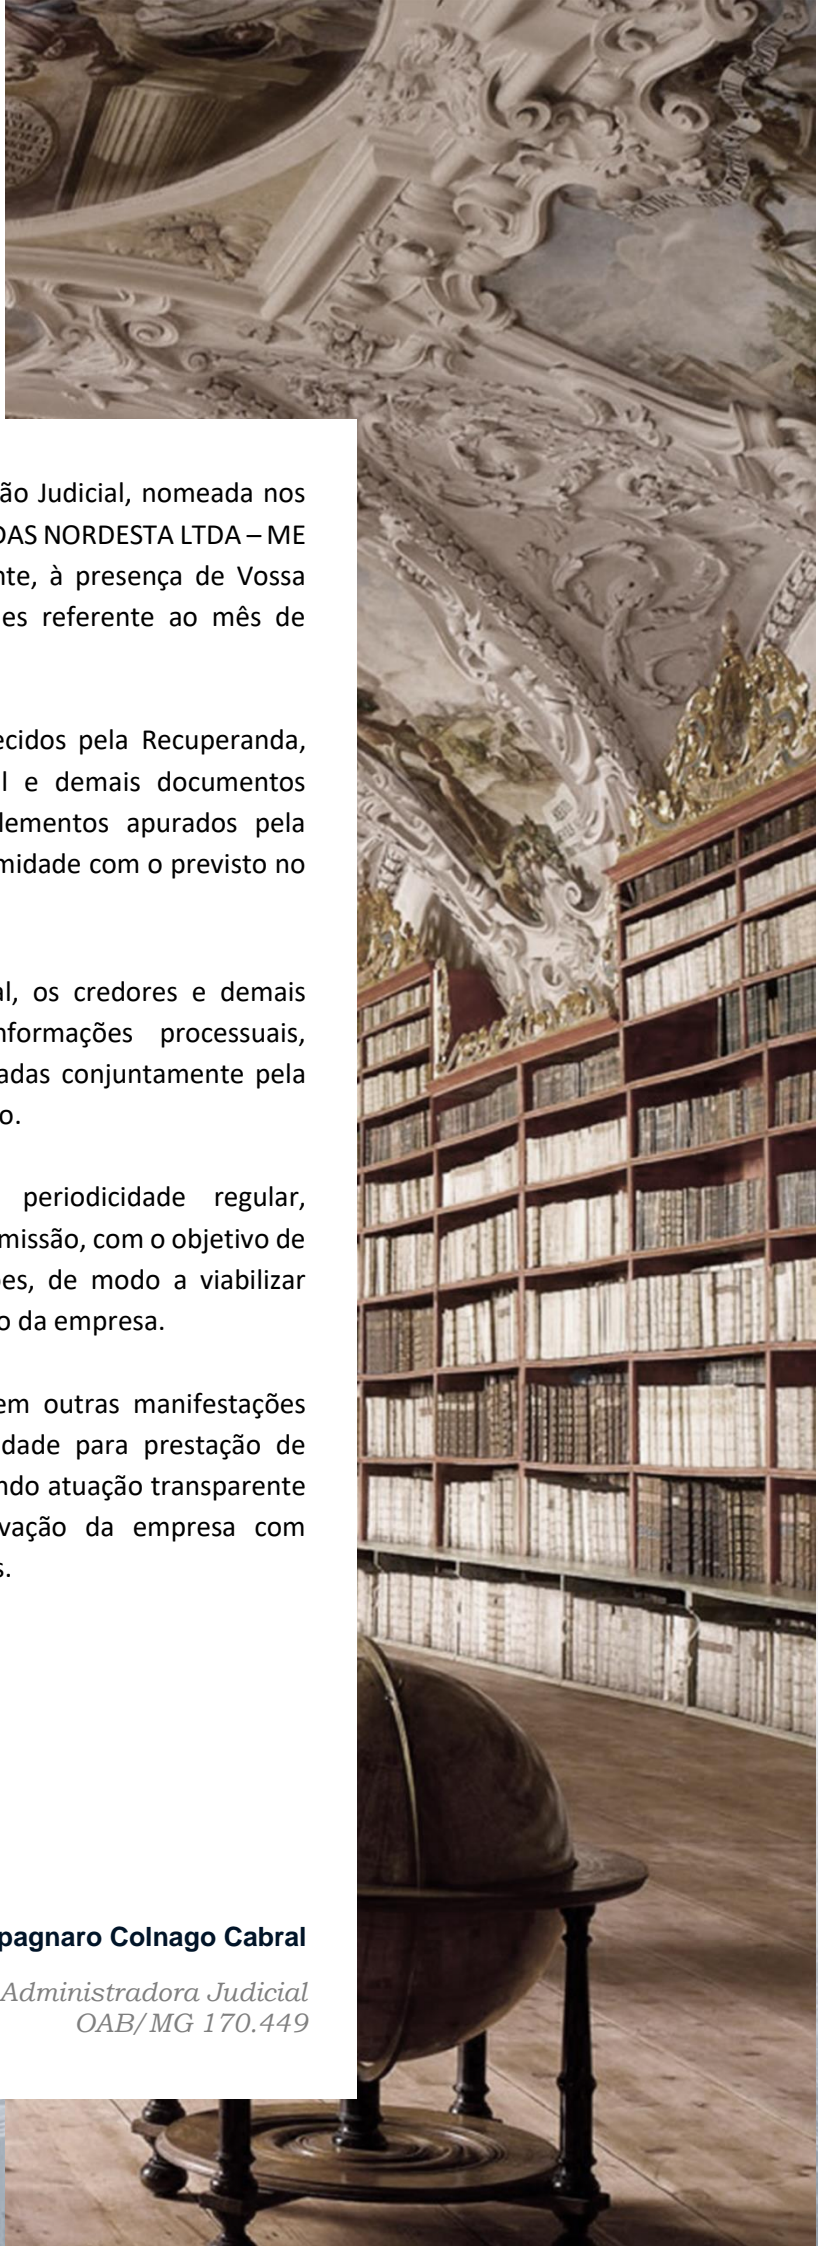 ão Judicial, nomeada nos
DAS NORDESTA LTDA – ME
nte, à presença de Vossa
es referente ao mês de
ecidos pela Recuperanda,
l e demais documentos
lementos apurados pela
midade com o previsto no
al, os credores e demais
nformações processuais,
adas conjuntamente pela
o.
periodicidade regular,
missão, com o objetivo de
es, de modo a viabilizar
o da empresa.
em outras manifestações
dade para prestação de
ndo atuação transparente
vação da empresa com
s.
pagnaro Colnago Cabral
Administradora Judicial
OAB/MG 170.449